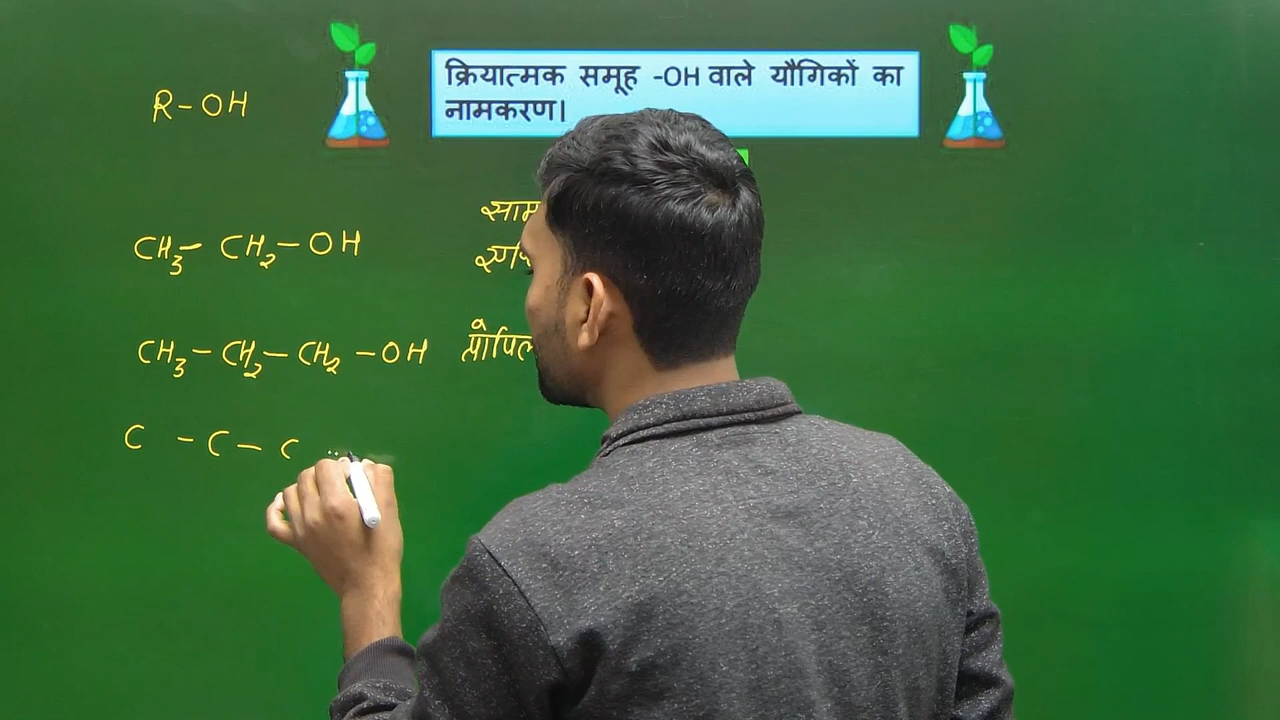 क्रियात्मक समूह -OH वाले यौगिकों का
नामकरण।
R-OH
CH₃- CH₂-OH
CH₃-CH₂-CH₂-OH
C -C-C